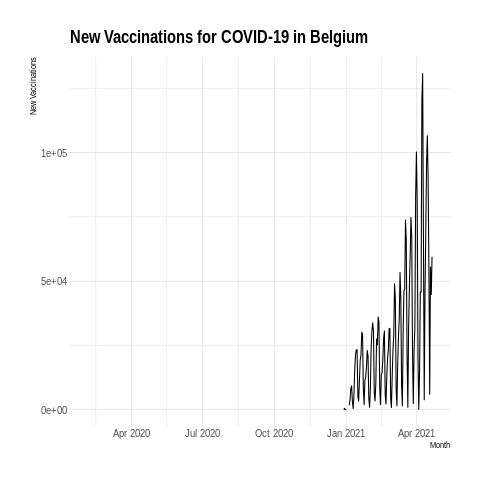 New Vaccinations for COVID-19 in Belgium
New Vaccinations
1e+05
5e+04
0e+00
Apr 2020
Jul 2020
Oct 2020
Jan 2021
Apr 2021
Month